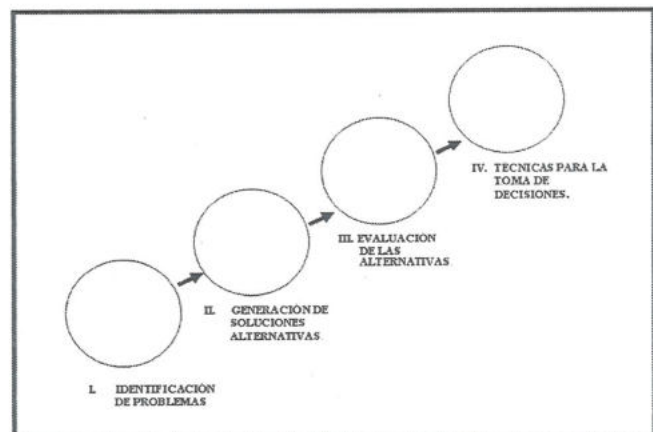 I. IDENTIFICACIÓN
DE PROBLEMAS
II. GENERACIÓN DE
SOLUCIONES
ALTERNATIVAS
III. EVALUACIÓN
DE LAS
ALTERNATIVAS
IV. TÉCNICAS PARA LA
TOMA DE
DECISIONES.